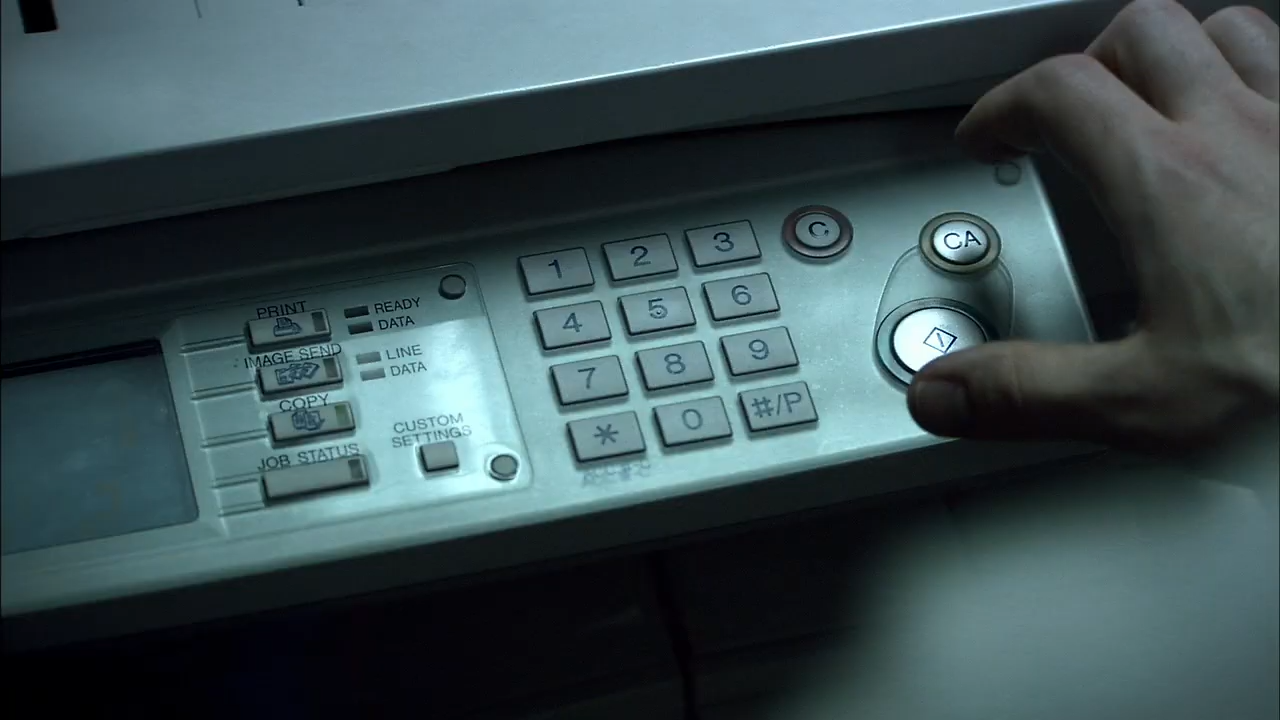 PRINT
READY
DATA
IMAGE SEND
LINE
DATA
COPY
CUSTOM
SETTINGS
JOB STATUS
1 2 3
4 5 6
7 8 9
* 0 #/P
C
CA